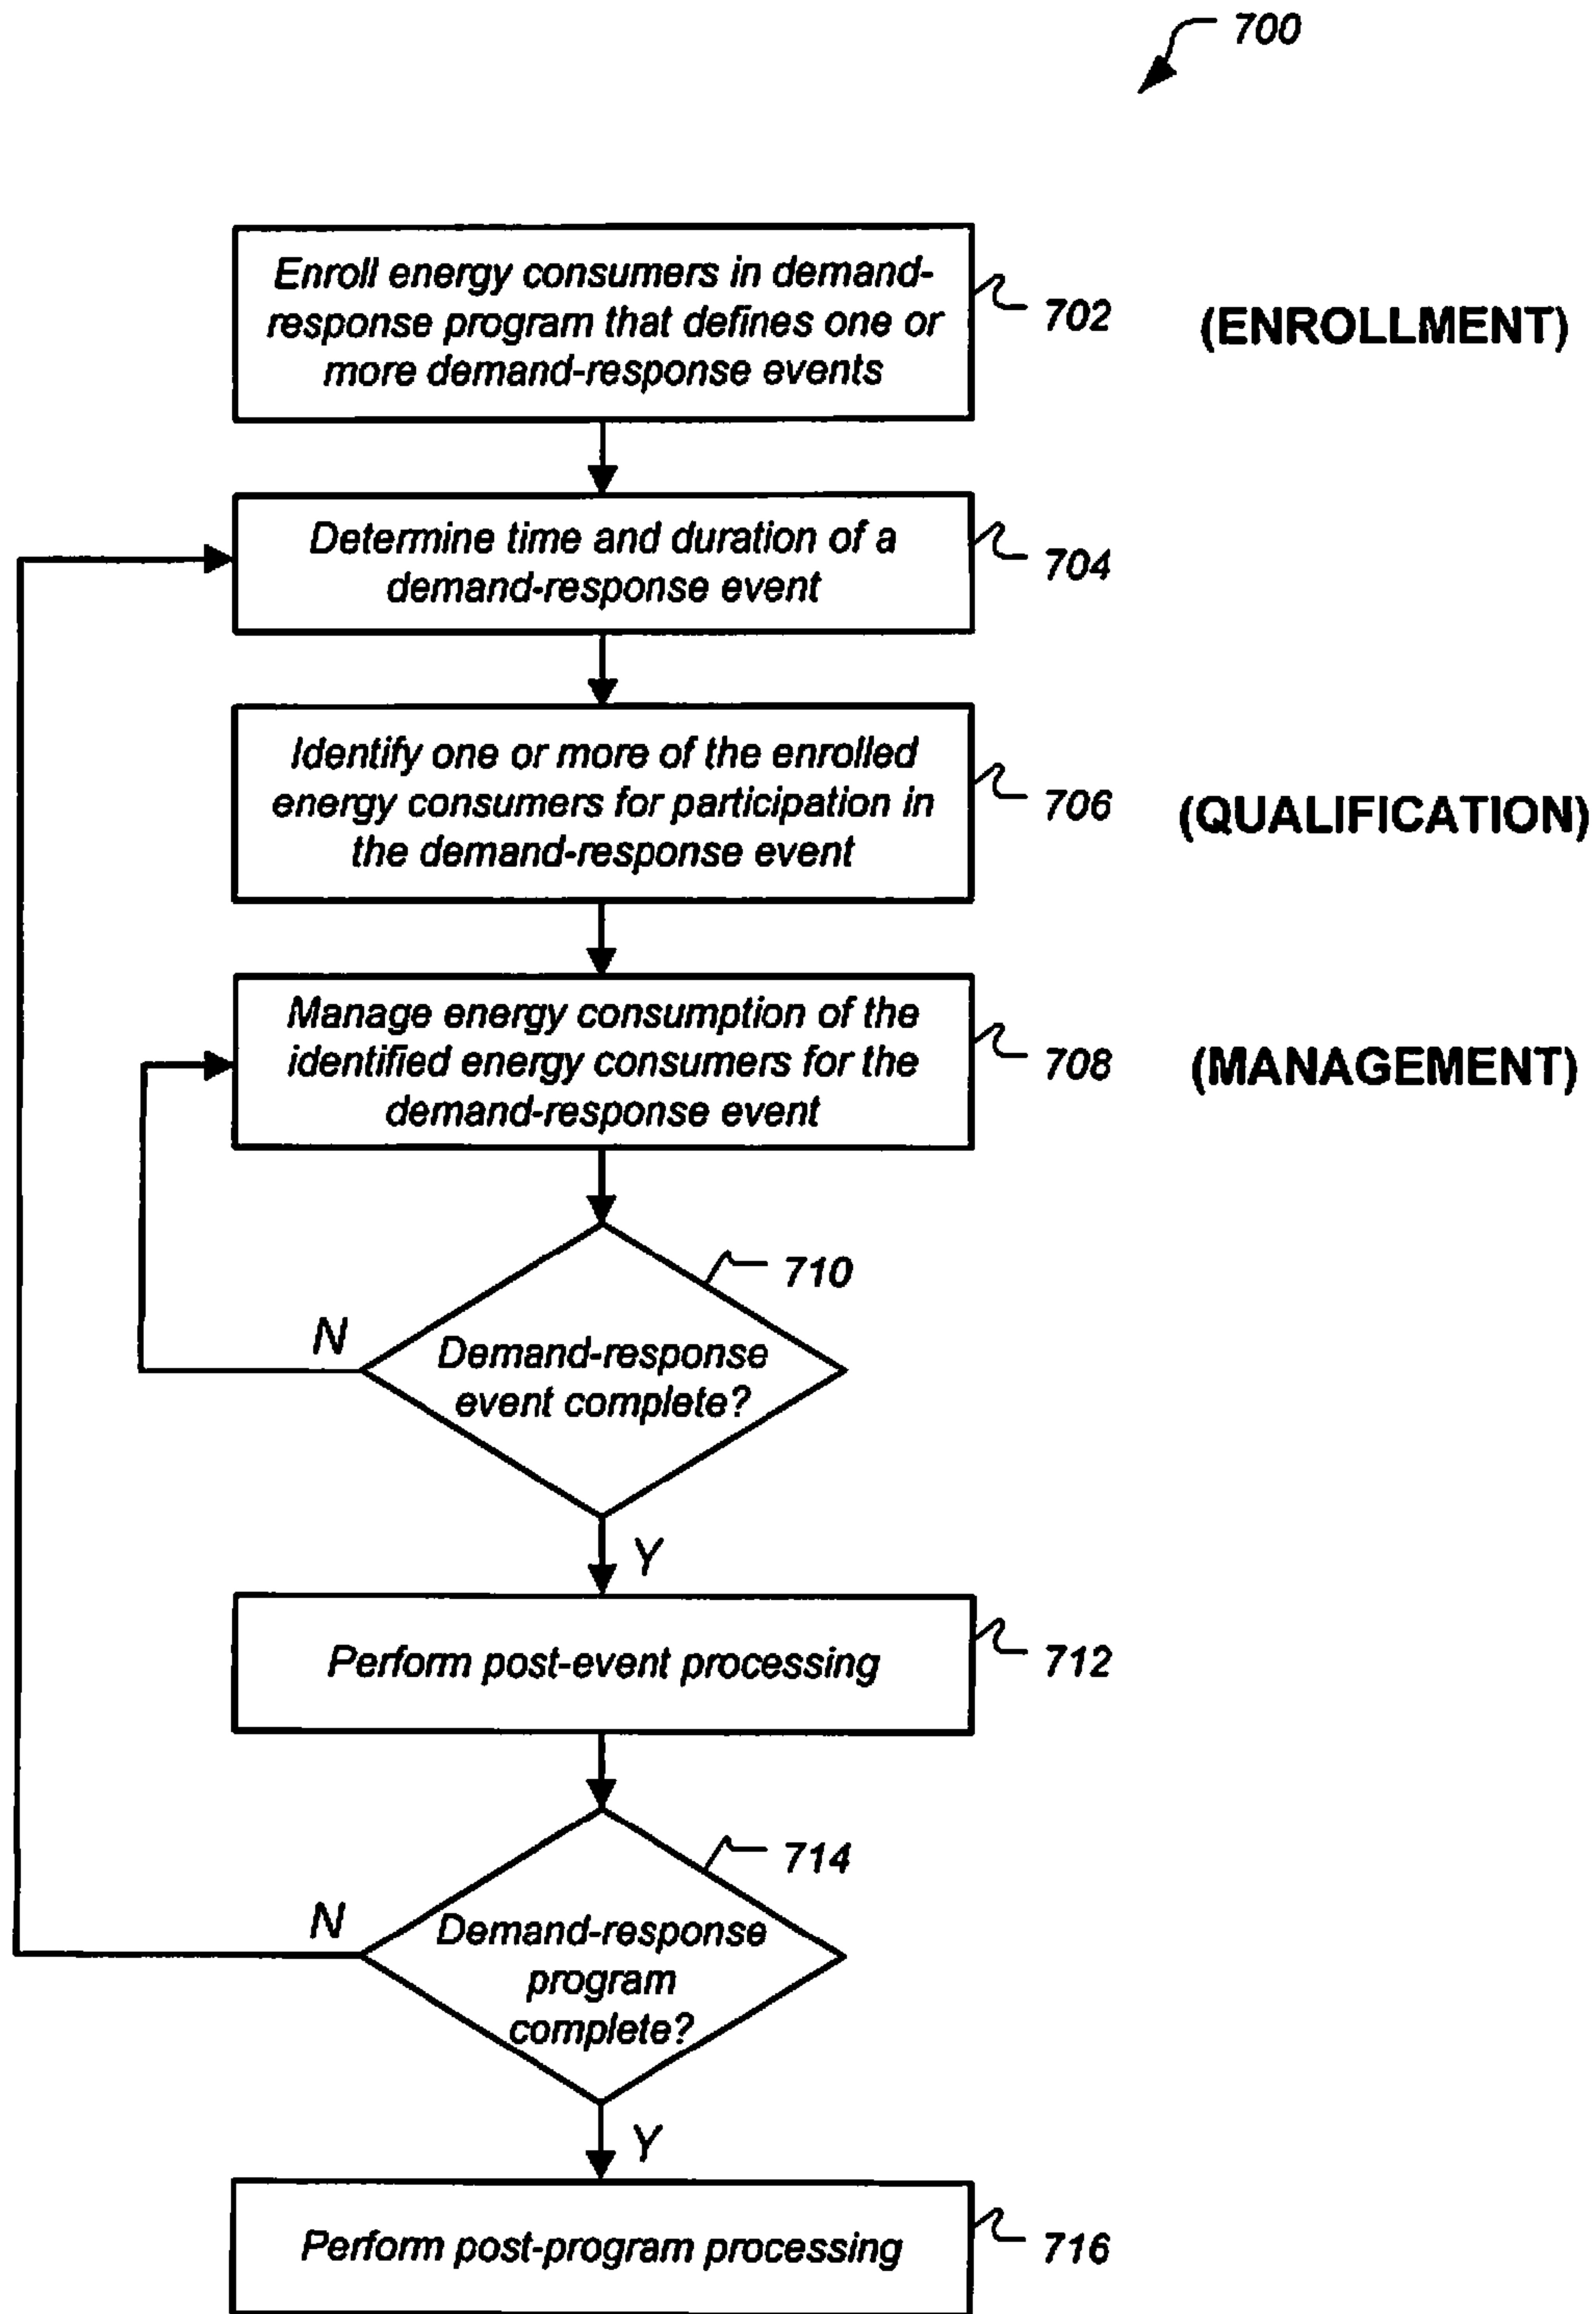 700
Enroll energy consumers in demand-
response program that defines one or
more demand-response events
702
(ENROLLMENT)
Determine time and duration of a
demand-response event
704
Identify one or more of the enrolled
energy consumers for participation in
the demand-response event
706
(QUALIFICATION)
Manage energy consumption of the
identified energy consumers for the
demand-response event
708
(MANAGEMENT)
710
N
Demand-response
event complete?
Y
Perform post-event processing
712
714
N
Demand-response
program
complete?
Y
Perform post-program processing
716